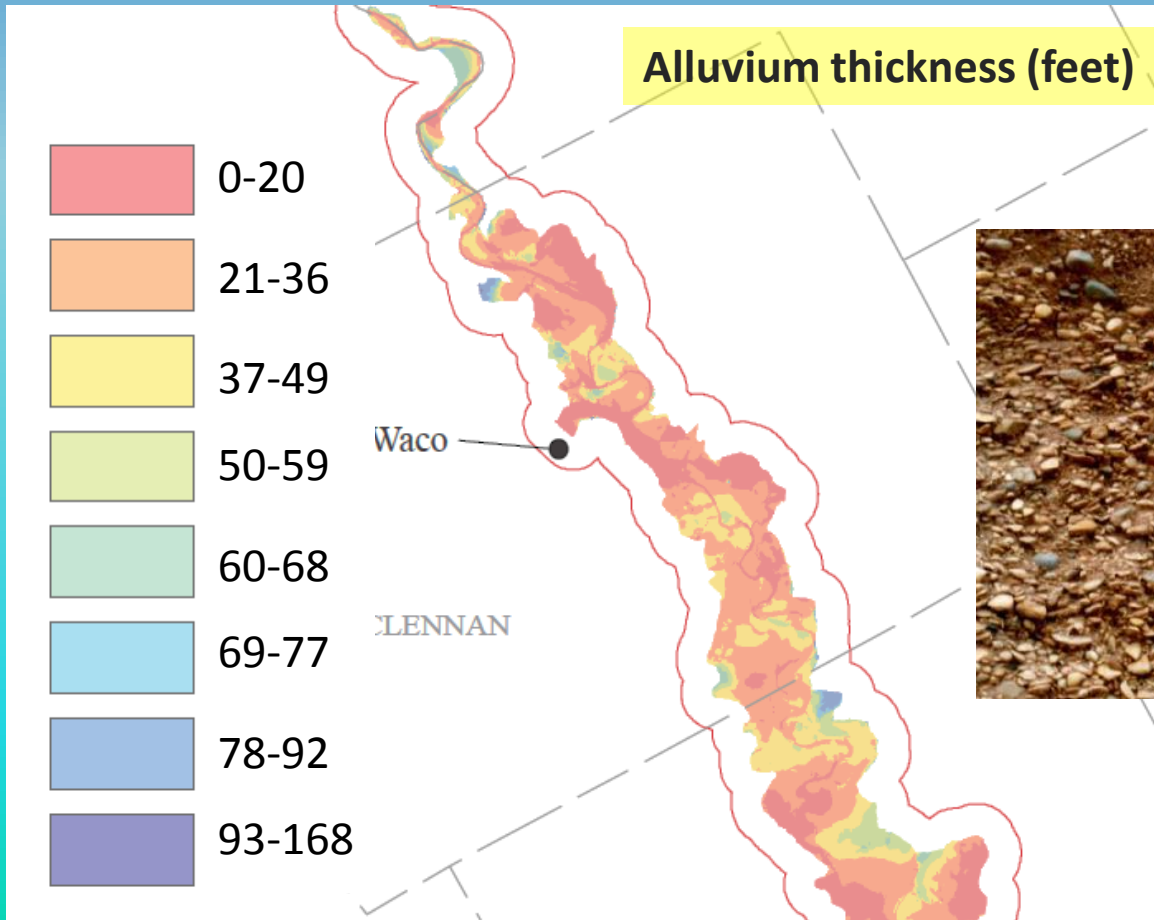 Alluvium thickness (feet)
0-20
21-36
37-49
50-59
60-68
69-77
78-92
93-168
Waco
CLENNAN